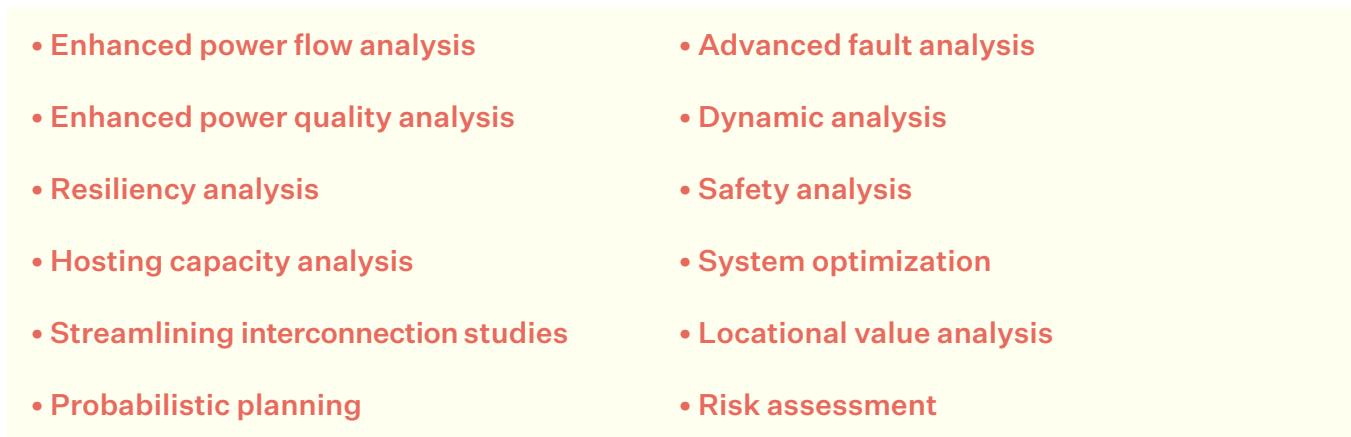 • Enhanced power flow analysis
• Enhanced power quality analysis
• Resiliency analysis
• Hosting capacity analysis
• Streamlining interconnection studies
• Probabilistic planning
• Advanced fault analysis
• Dynamic analysis
• Safety analysis
• System optimization
• Locational value analysis
• Risk assessment